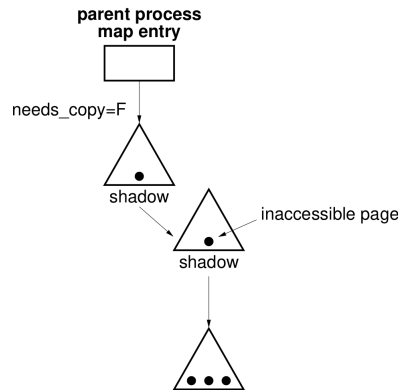 parent process
map entry
needs_copy=F
shadow
inaccessible page
shadow